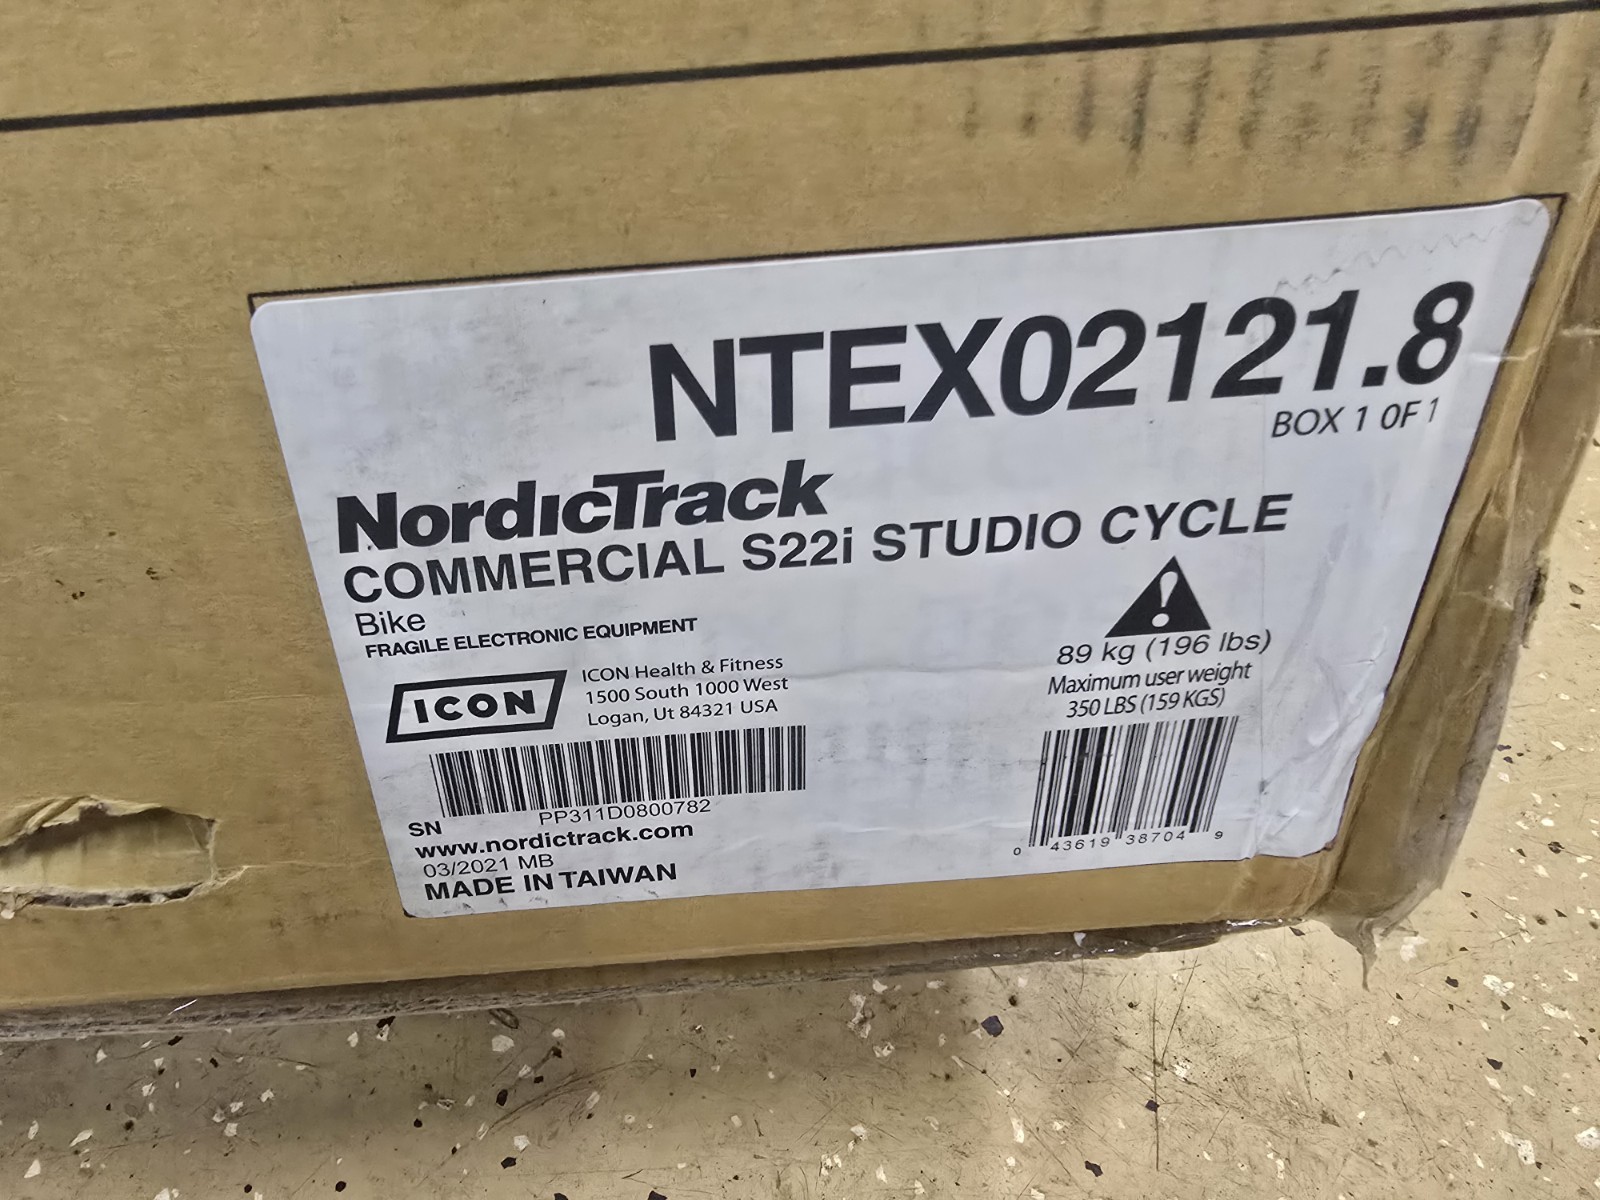 NTEX02121.8
BOX 1 OF 1
NordicTrack
COMMERCIAL S22i STUDIO CYCLE
Bike
FRAGILE ELECTRONIC EQUIPMENT
ICON
ICON Health & Fitness
1500 South 1000 West
Logan, Ut 84321 USA
!
89 kg (196 lbs)
Maximum user weight
350 LBS (159 KGS)
SN
PP311D0800782
www.nordictrack.com
03/2021 MB
MADE IN TAIWAN
0 43619 38704 9